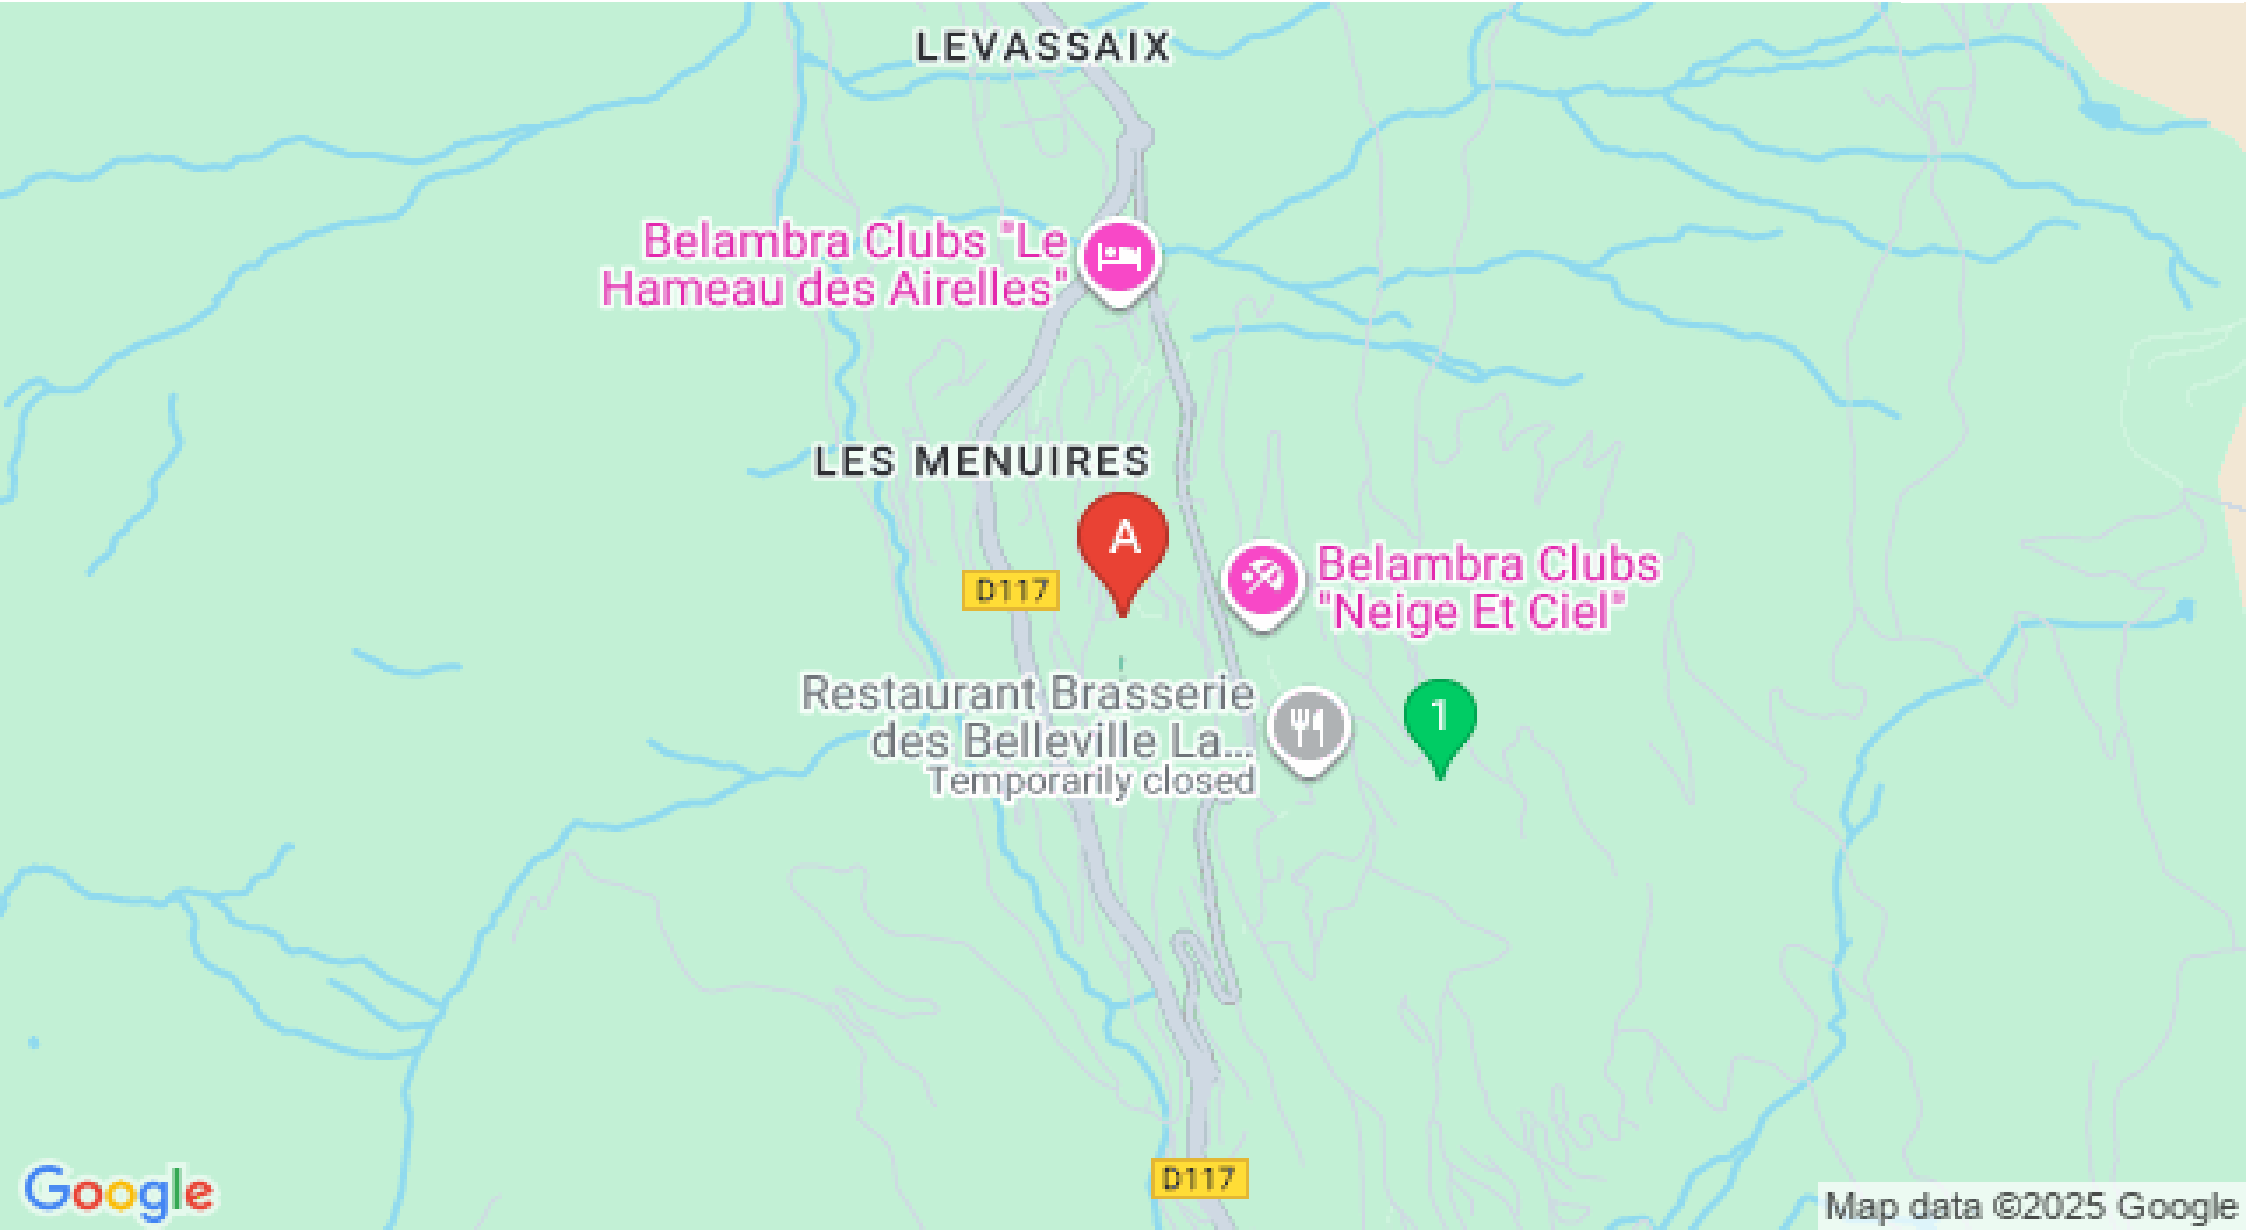 LEVASSAIX
Belambra Clubs "Le
Hameau des Airelles"
LES MENUIRES
A
D117
Belambra Clubs
"Neige Et Ciel"
Restaurant Brasserie
des Belleville La...
Temporarily closed
1
D117
Google
Map data ©2025 Google